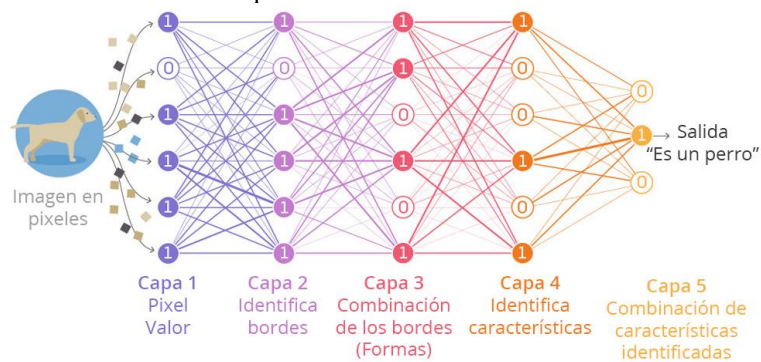 1 1 1 1
0 0 1 0
0
1 1 0 0
1 Salida
“Es un perro”
1 1 1 1
0
Imagen en
pixeles
1 1 0 0
1 1 1 1
Capa 1
Pixel
Valor
Capa 2
Identifica
bordes
Capa 3
Combinación
de los bordes
(Formas)
Capa 4
Identifica
características
Capa 5
Combinación de
características
identificadas